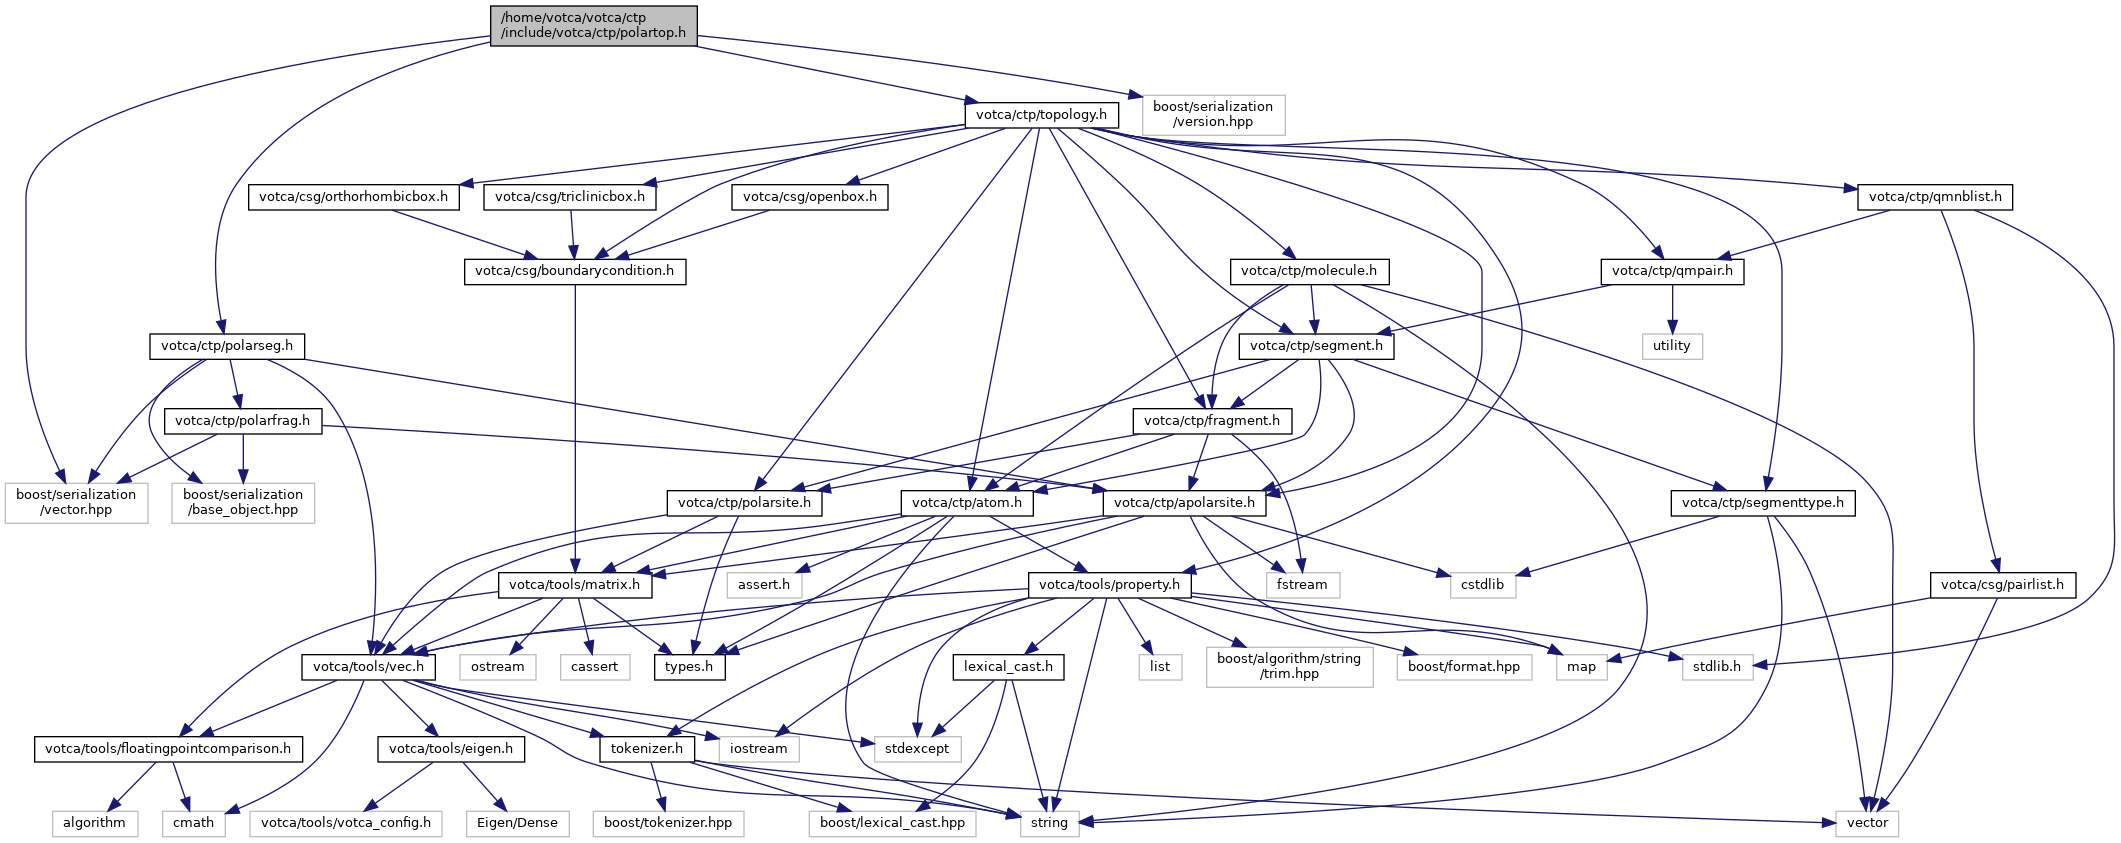 /home/votca/votca/ctp
/include/votca/ctp/polartop.h
votca/ctp/topology.h
boost/serialization
/version.hpp
votca/csg/orthorhombicbox.h
votca/csg/triclinicbox.h
votca/csg/openbox.h
votca/ctp/qmnblist.h
votca/csg/boundarycondition.h
votca/ctp/molecule.h
votca/ctp/qmpair.h
votca/ctp/polarseg.h
votca/ctp/segment.h
utility
votca/ctp/polarfrag.h
votca/ctp/fragment.h
boost/serialization
/vector.hpp
boost/serialization
/base_object.hpp
votca/ctp/polarsite.h
votca/ctp/atom.h
votca/ctp/apolarsite.h
votca/ctp/segmenttype.h
votca/tools/matrix.h
assert.h
votca/tools/property.h
fstream
cstdlib
votca/csg/pairlist.h
votca/tools/vec.h
ostream
cassert
types.h
lexical_cast.h
list
boost/algorithm/string
/trim.hpp
boost/format.hpp
map
stdlib.h
votca/tools/floatingpointcomparison.h
votca/tools/eigen.h
tokenizer.h
iostream
stdexcept
algorithm
cmath
votca/tools/votca_config.h
Eigen/Dense
boost/tokenizer.hpp
boost/lexical_cast.hpp
string
vector